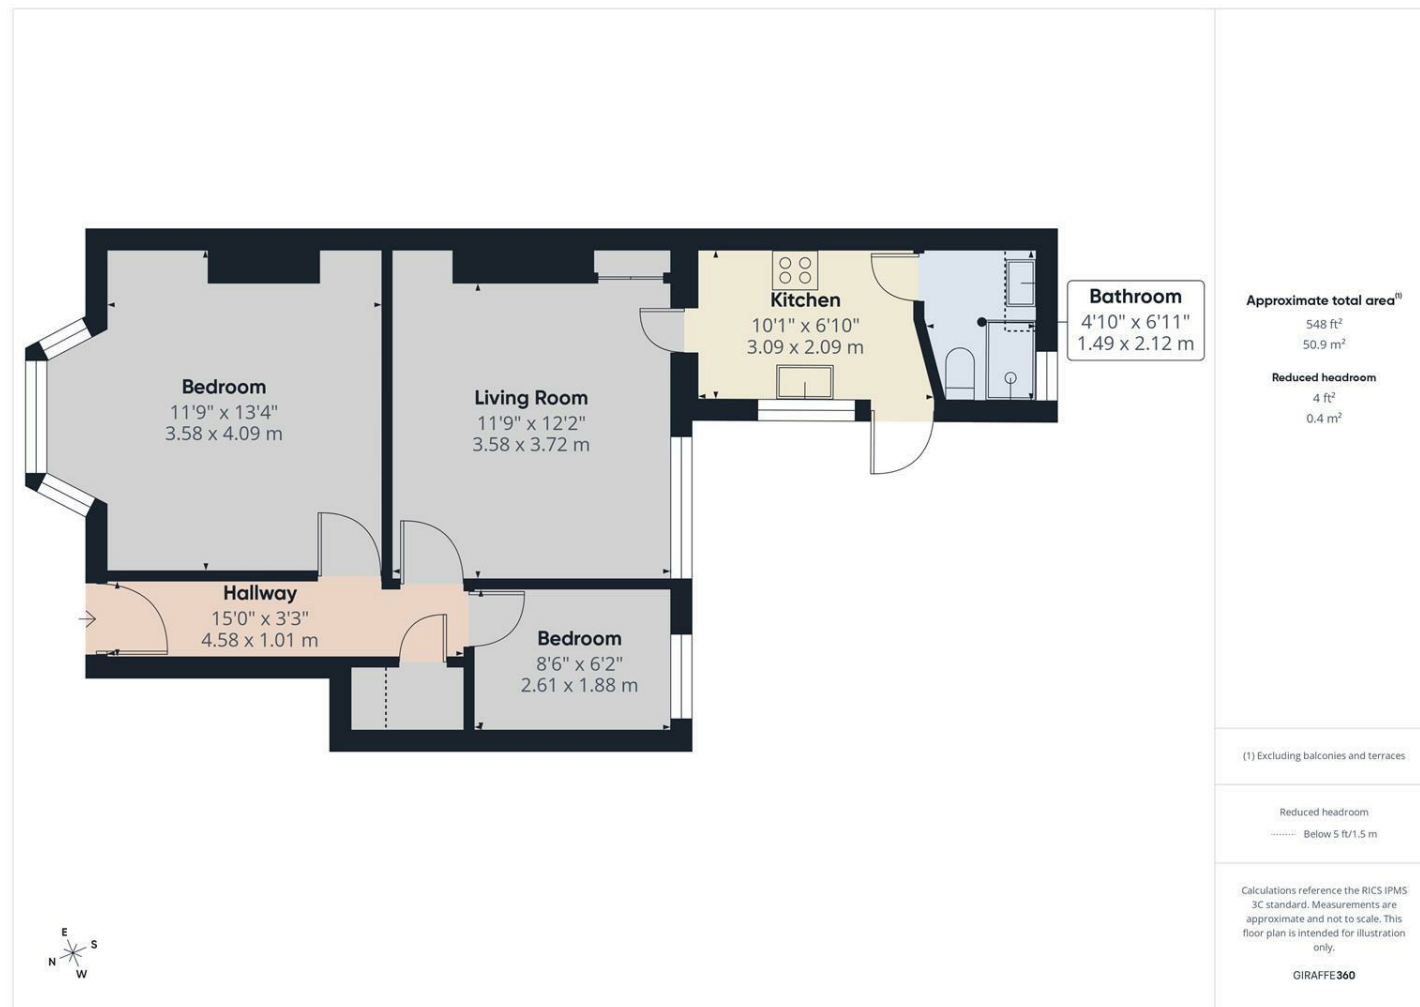 Bedroom
11'9" x 13'4"
3.58 x 4.09 m
Living Room
11'9" x 12'2"
3.58 x 3.72 m
Kitchen
10'1" x 6'10"
3.09 x 2.09 m
Bathroom
4'10" x 6'11"
1.49 x 2.12 m
Hallway
15'0" x 3'3"
4.58 x 1.01 m
Bedroom
8'6" x 6'2"
2.61 x 1.88 m
E
S
N
W
Approximate total area(1)
548 ft²
50.9 m²
Reduced headroom
4 ft²
0.4 m²
(1) Excluding balconies and terraces
Reduced headroom
Below 5 ft/1.5 m
Calculations reference the RICS IPMS
3C standard. Measurements are
approximate and not to scale. This
floor plan is intended for illustration
only.
GIRAFFE360